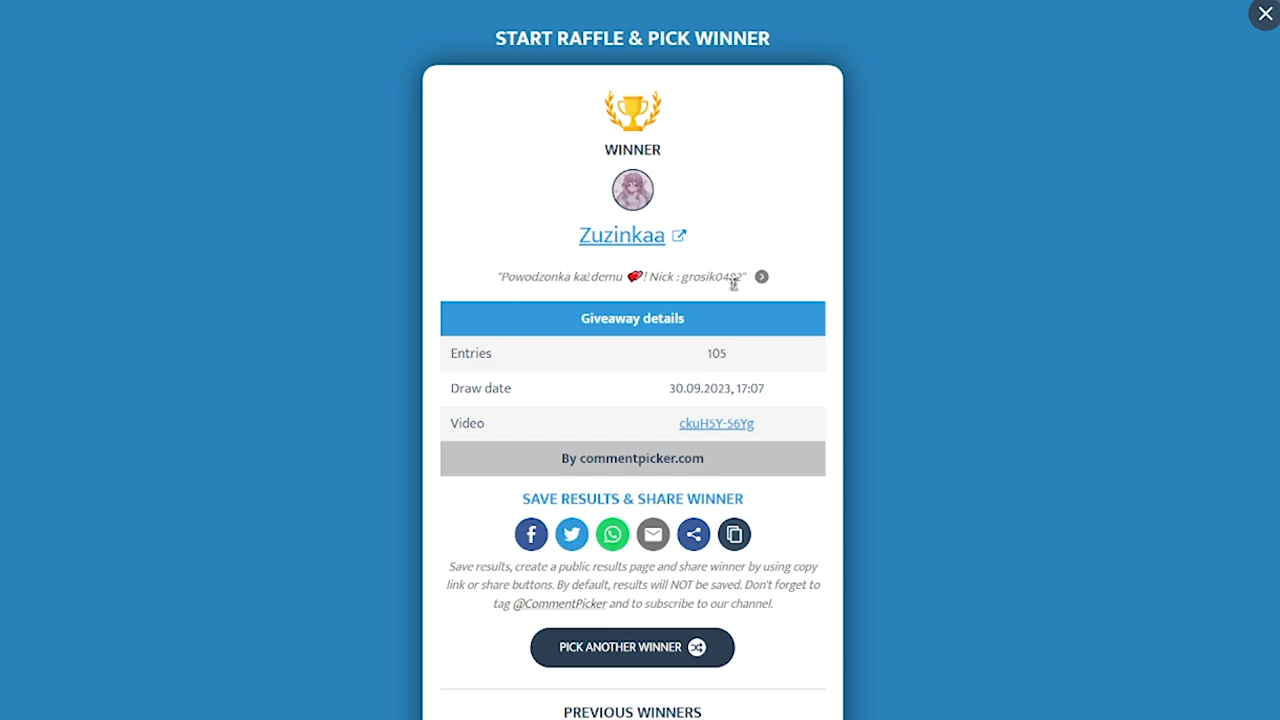 START RAFFLE & PICK WINNER
WINNER
Zuzinkaa
"Powodzonka każdemu 💕! Nick : grosik0492"
Giveaway details
Entries 105
Draw date 30.09.2023, 17:07
Video ckuH5Y-56Yg
By commentpicker.com
SAVE RESULTS & SHARE WINNER
Save results, create a public results page and share winner by using copy
link or share buttons. By default, results will NOT be saved. Don't forget to
tag @CommentPicker and to subscribe to our channel.
PICK ANOTHER WINNER
PREVIOUS WINNERS